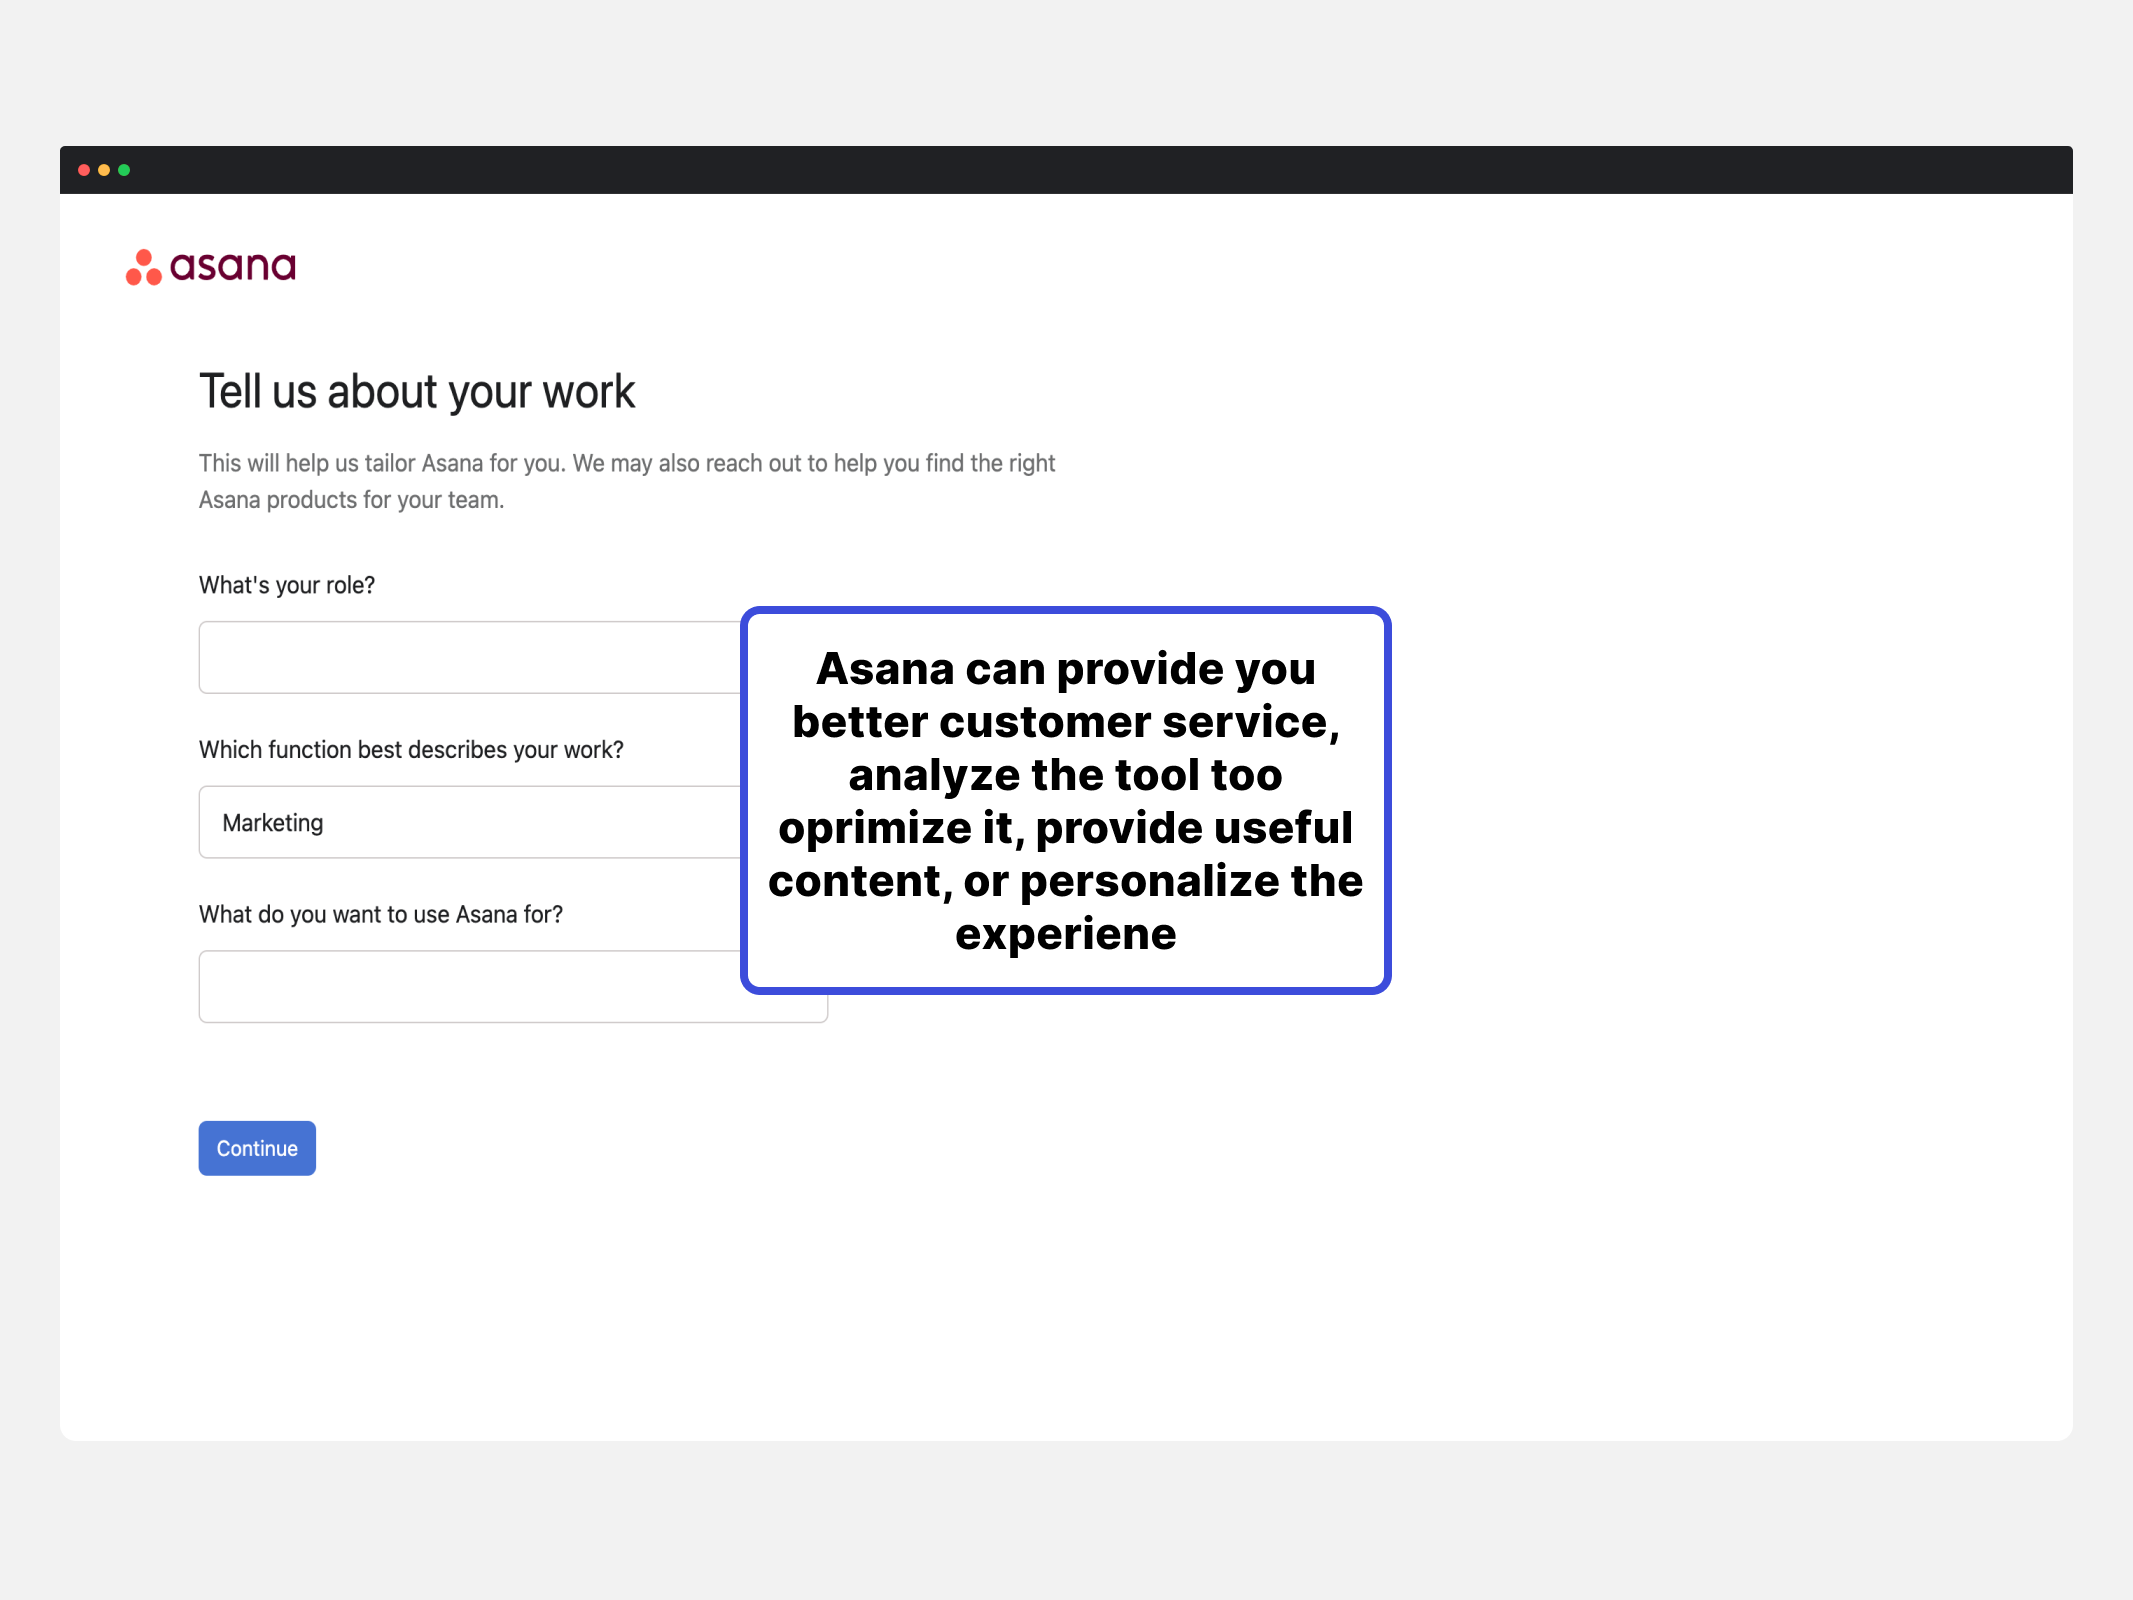 asana
Tell us about your work
This will help us tailor Asana for you. We may also reach out to help you find the right
Asana products for your team.
What's your role?
Which function best describes your work?
Marketing
What do you want to use Asana for?
Continue
Asana can provide you
better customer service,
analyze the tool too
oprimize it, provide useful
content, or personalize the
experiene